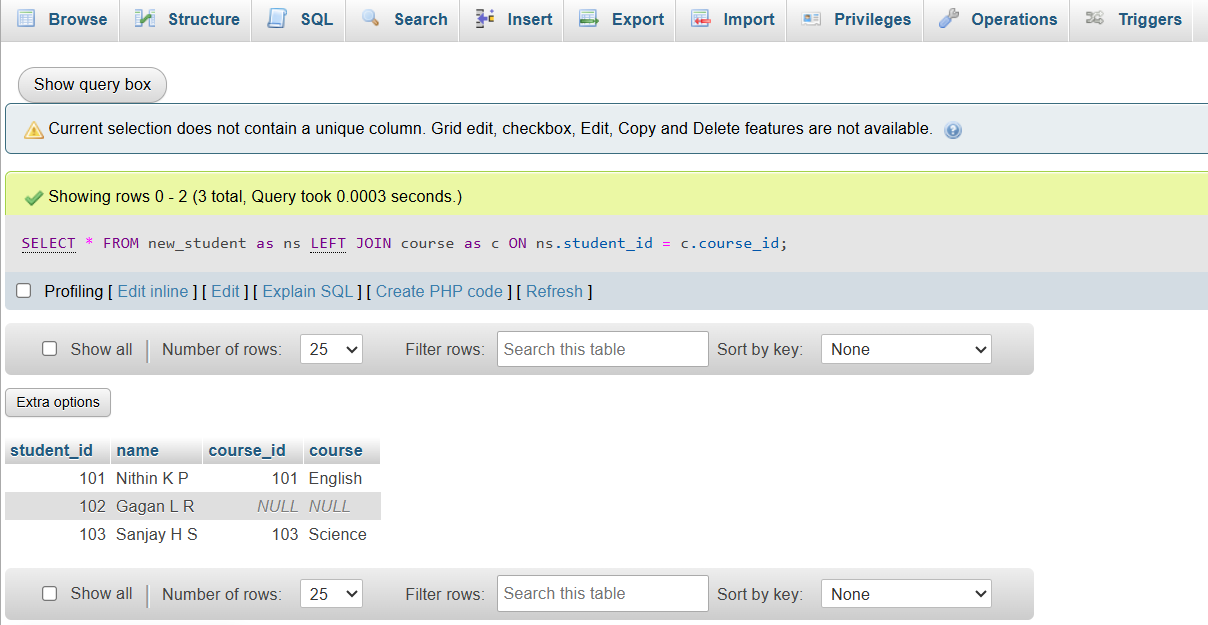 Browse Structure SQL Search Insert Export Import Privileges Operations Triggers
Show query box
Current selection does not contain a unique column. Grid edit, checkbox, Edit, Copy and Delete features are not available.
Showing rows 0 - 2 (3 total, Query took 0.0003 seconds.)
SELECT * FROM new_student as ns LEFT JOIN course as c ON ns.student_id = c.course_id;
Profiling [ Edit inline ] [ Edit ] [ Explain SQL ] [ Create PHP code ] [ Refresh ]
Show all Number of rows: 25 Filter rows: Search this table Sort by key: None
Extra options
student_id name course_id course
101 Nithin K P 101 English
102 Gagan L R NULL NULL
103 Sanjay H S 103 Science
Show all Number of rows: 25 Filter rows: Search this table Sort by key: None